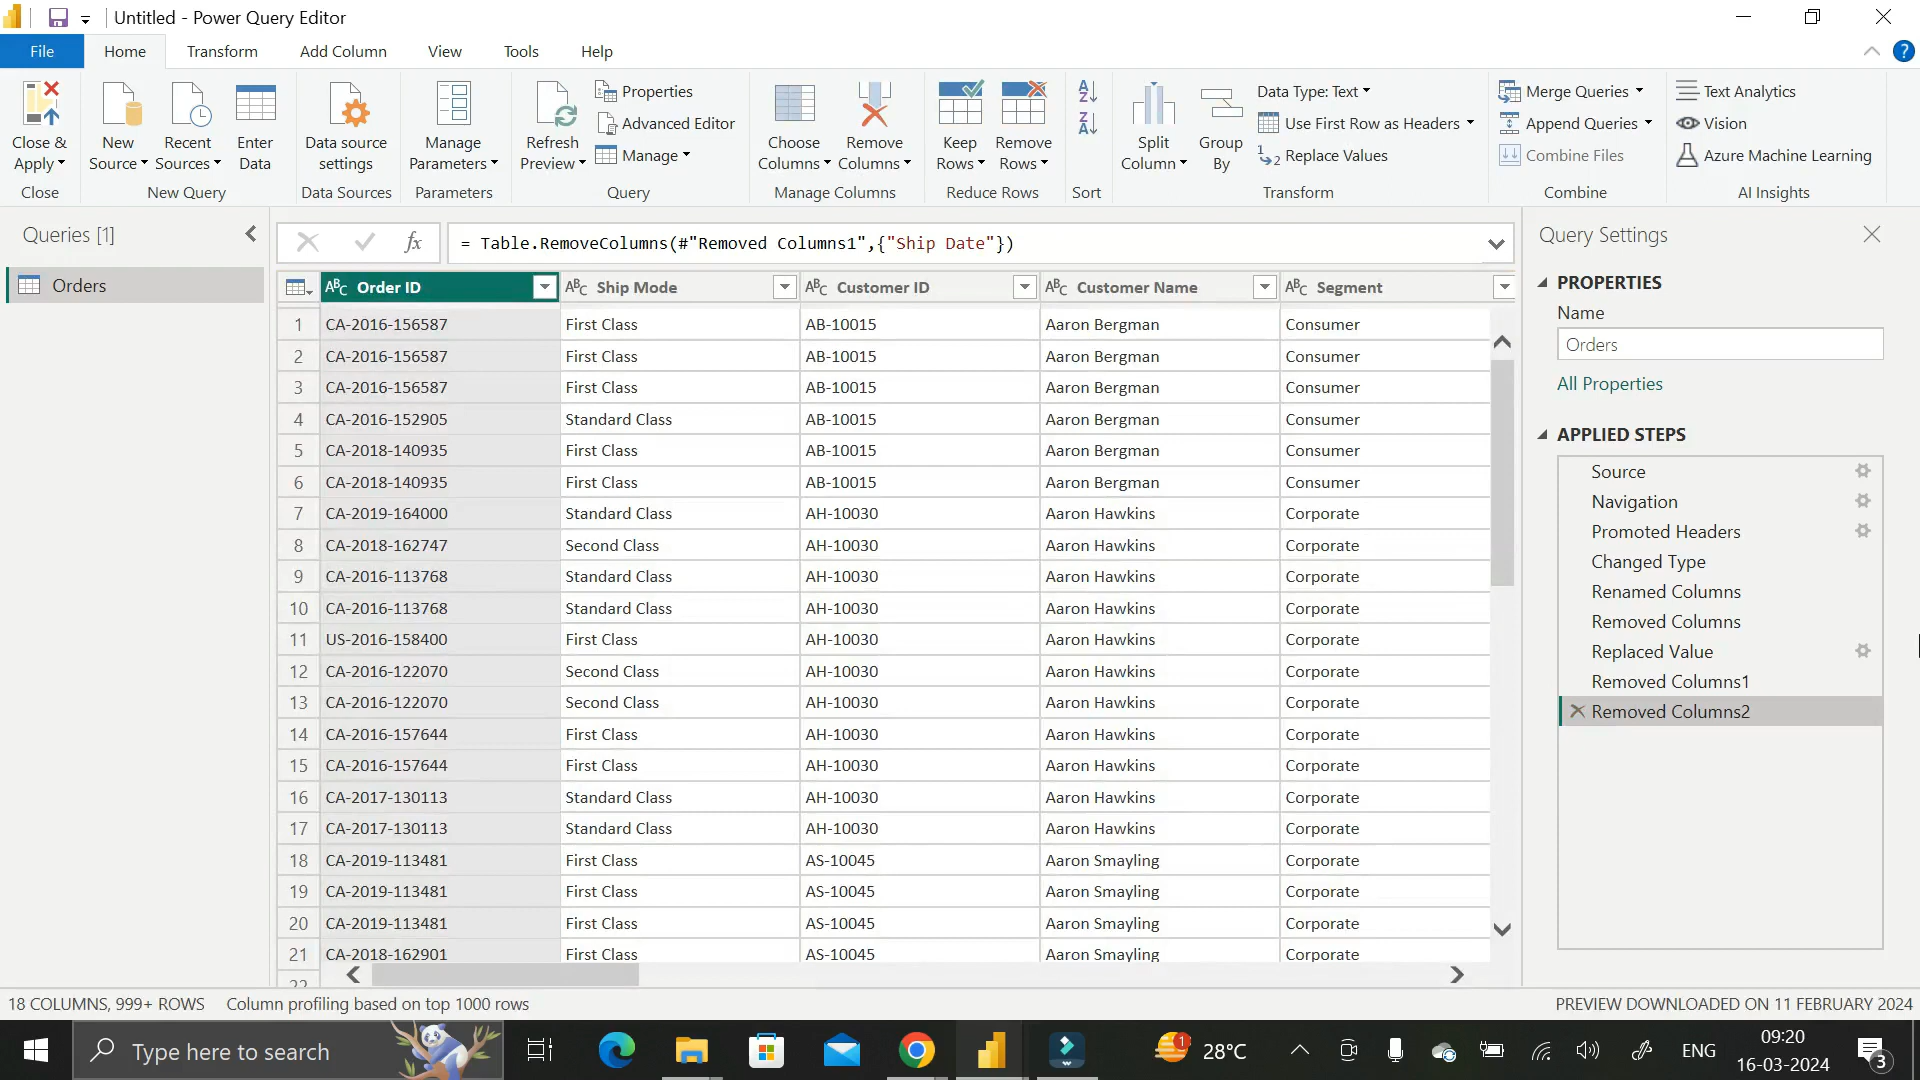 Untitled - Power Query Editor
File Home Transform Add Column View Tools Help
Close & Apply
Close
New Source
Recent Sources
Enter Data
New Query
Data source settings
Data Sources
Manage Parameters
Parameters
Refresh Preview
Properties
Advanced Editor
Manage
Query
Choose Columns
Remove Columns
Manage Columns
Keep Rows
Remove Rows
Reduce Rows
Sort
Split Column
Group By
Data Type: Text
Use First Row as Headers
Replace Values
Transform
Merge Queries
Append Queries
Combine Files
Combine
Text Analytics
Vision
Azure Machine Learning
AI Insights
Queries [1]
Orders
fx
= Table.RemoveColumns(#"Removed Columns1",{"Ship Date"})
ABC Order ID ABC Ship Mode ABC Customer ID ABC Customer Name ABC Segment
1 CA-2016-156587 First Class AB-10015 Aaron Bergman Consumer
2 CA-2016-156587 First Class AB-10015 Aaron Bergman Consumer
3 CA-2016-156587 First Class AB-10015 Aaron Bergman Consumer
4 CA-2016-152905 Standard Class AB-10015 Aaron Bergman Consumer
5 CA-2018-140935 First Class AB-10015 Aaron Bergman Consumer
6 CA-2018-140935 First Class AB-10015 Aaron Bergman Consumer
7 CA-2019-164000 Standard Class AH-10030 Aaron Hawkins Corporate
8 CA-2018-162747 Second Class AH-10030 Aaron Hawkins Corporate
9 CA-2016-113768 Standard Class AH-10030 Aaron Hawkins Corporate
10 CA-2016-113768 Standard Class AH-10030 Aaron Hawkins Corporate
11 US-2016-158400 First Class AH-10030 Aaron Hawkins Corporate
12 CA-2016-122070 Second Class AH-10030 Aaron Hawkins Corporate
13 CA-2016-122070 Second Class AH-10030 Aaron Hawkins Corporate
14 CA-2016-157644 First Class AH-10030 Aaron Hawkins Corporate
15 CA-2016-157644 First Class AH-10030 Aaron Hawkins Corporate
16 CA-2017-130113 Standard Class AH-10030 Aaron Hawkins Corporate
17 CA-2017-130113 Standard Class AH-10030 Aaron Hawkins Corporate
18 CA-2019-113481 First Class AS-10045 Aaron Smayling Corporate
19 CA-2019-113481 First Class AS-10045 Aaron Smayling Corporate
20 CA-2019-113481 First Class AS-10045 Aaron Smayling Corporate
21 CA-2018-162901 First Class AS-10045 Aaron Smayling Corporate
22
Query Settings
PROPERTIES
Name
Orders
All Properties
APPLIED STEPS
Source
Navigation
Promoted Headers
Changed Type
Renamed Columns
Removed Columns
Replaced Value
Removed Columns1
Removed Columns2
18 COLUMNS, 999+ ROWS Column profiling based on top 1000 rows
PREVIEW DOWNLOADED ON 11 FEBRUARY 2024
Type here to search
1
28°C
ENG
09:20
16-03-2024
3